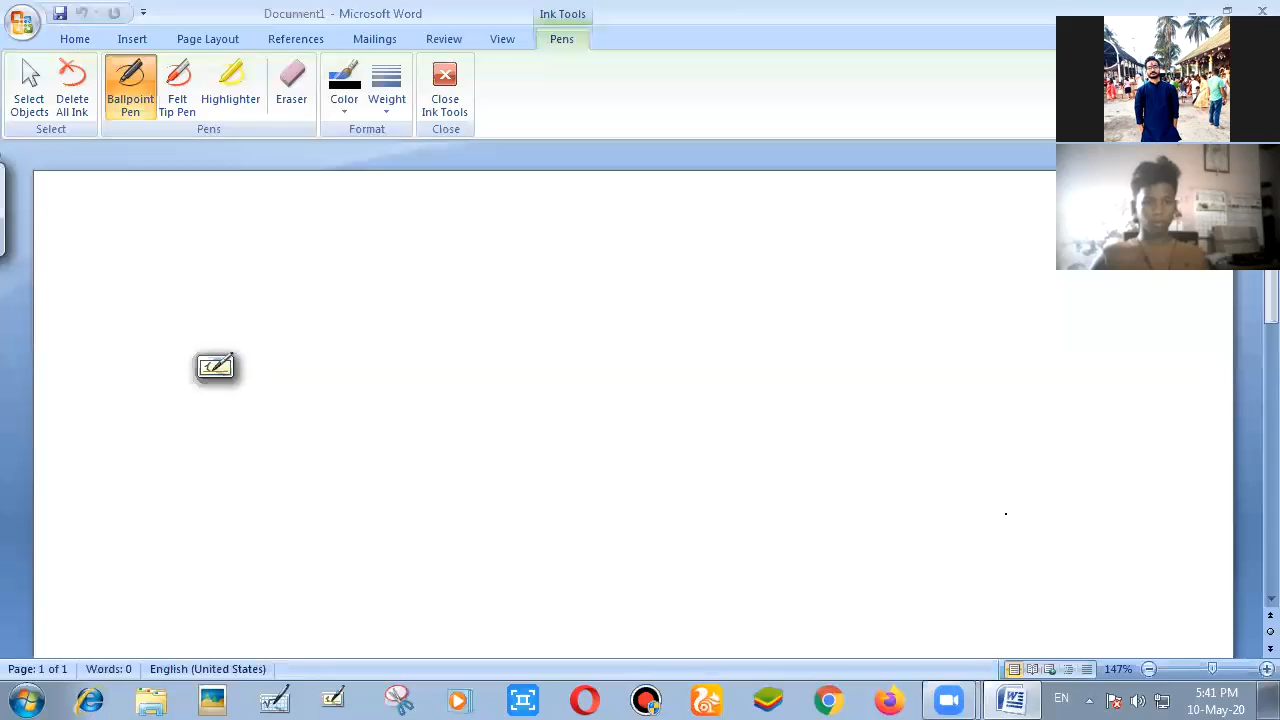 Document1 - Microsoft Word
Ink Tools
Home
Insert
Page Layout
References
Mailings
Review
View
Pens
Select Objects
Delete All Ink
Ballpoint Pen
Felt Tip Pen
Highlighter
Eraser
Color
Weight
Close Ink Tools
Select
Pens
Format
Close
Page: 1 of 1
Words: 0
English (United States)
147%
EN
5:41 PM
10-May-20